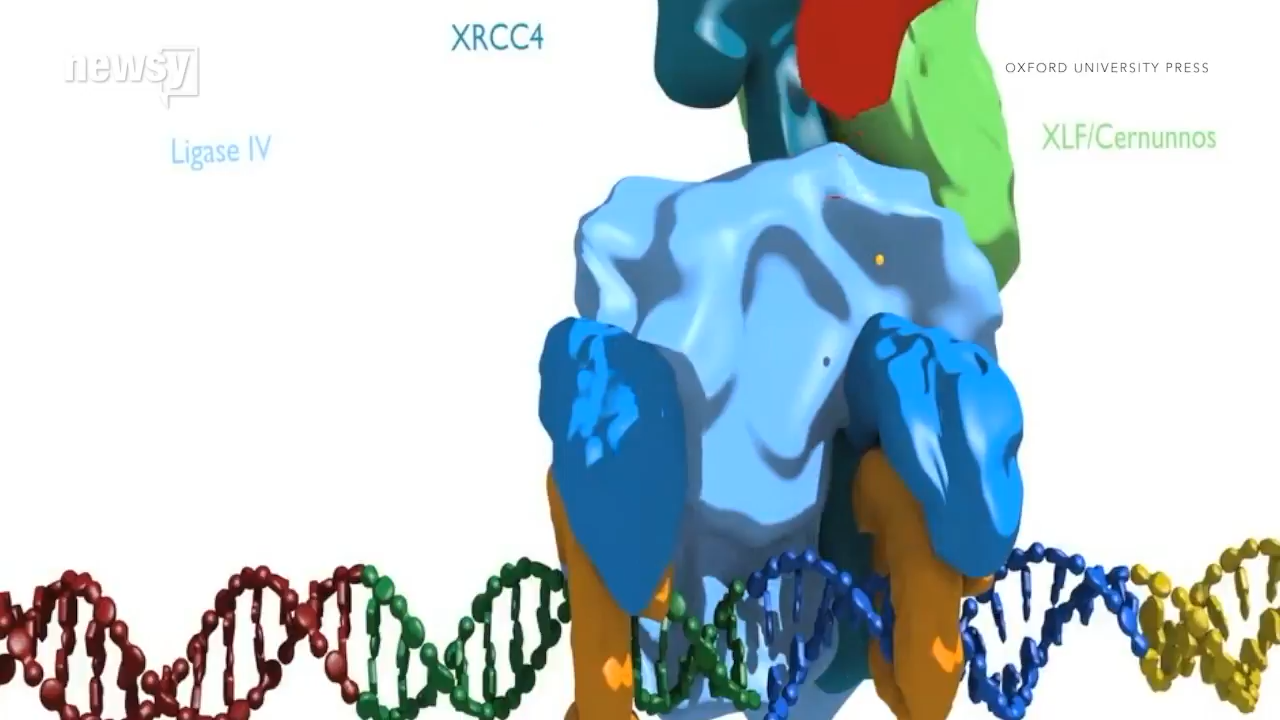 XRCC4
newsy
OXFORD UNIVERSITY PRESS
Ligase IV
XLF/Cernunnos